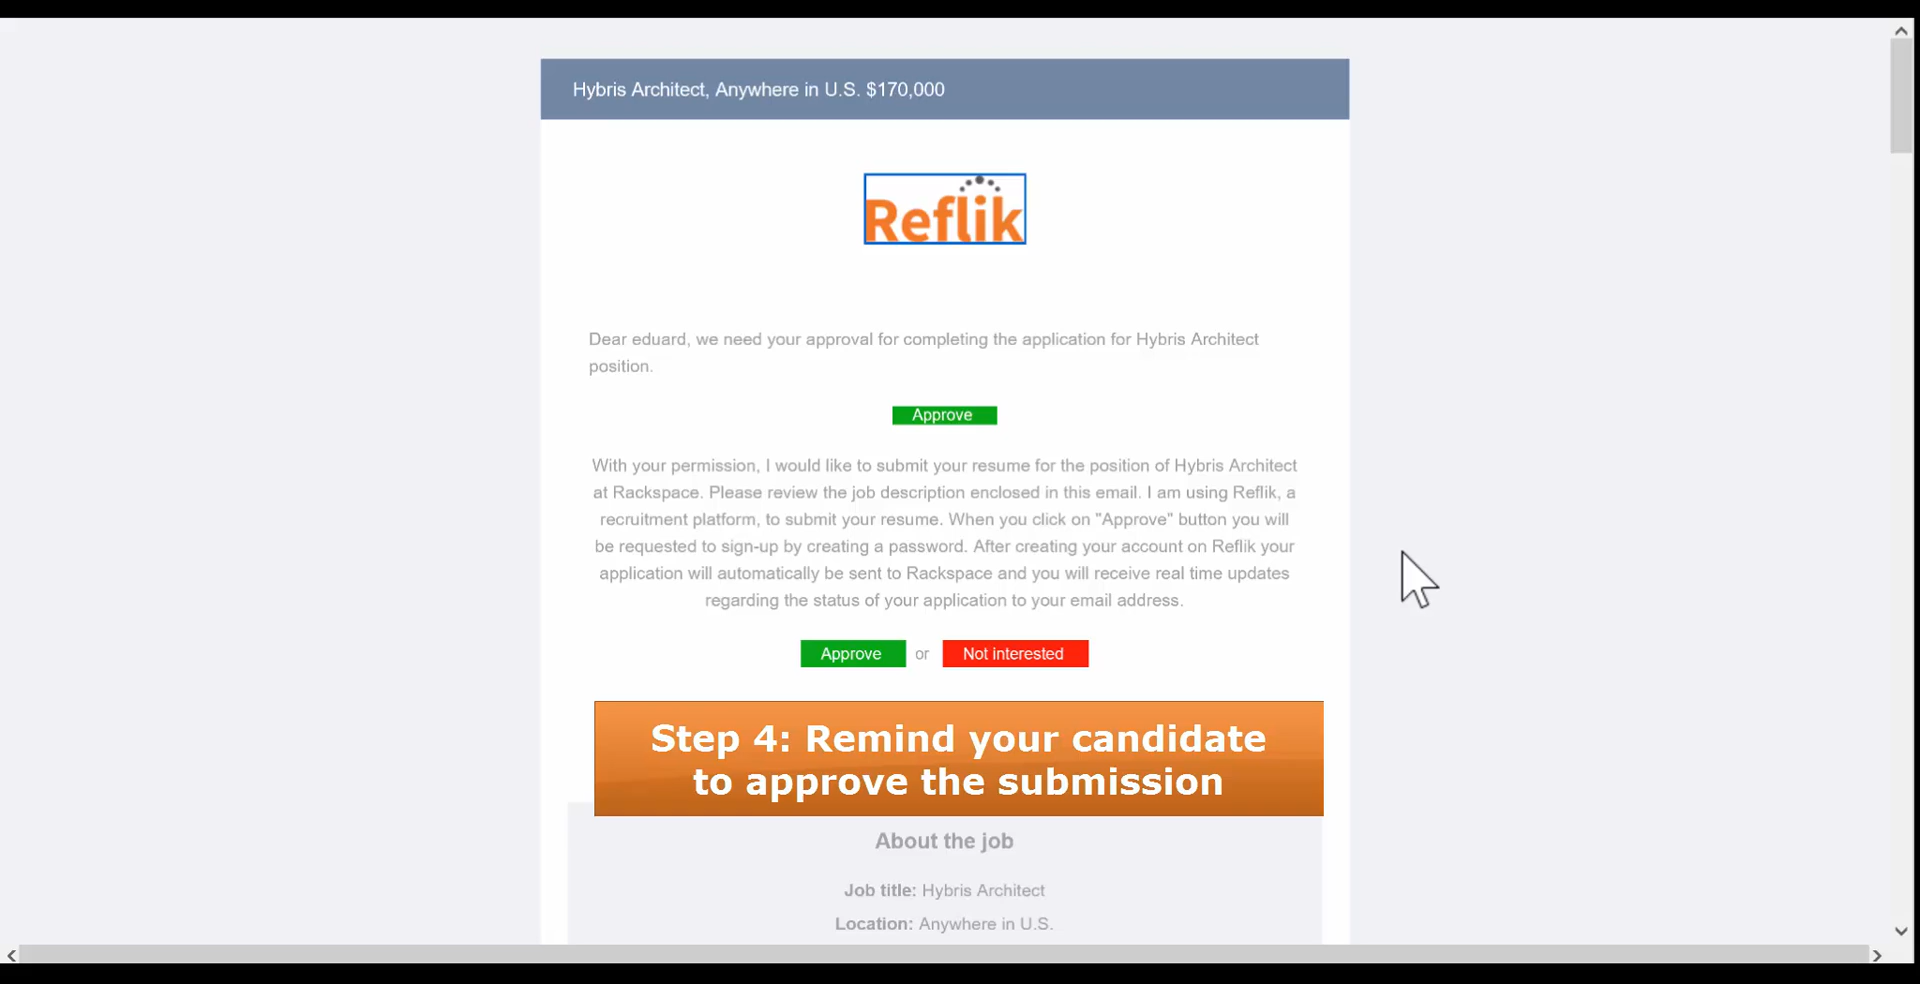 Hybris Architect, Anywhere in U.S. $170,000
Reflik
Dear eduard, we need your approval for completing the application for Hybris Architect
position.
Approve
With your permission, I would like to submit your resume for the position of Hybris Architect
at Rackspace. Please review the job description enclosed in this email. I am using Reflik, a
recruitment platform, to submit your resume. When you click on "Approve" button you will
be requested to sign-up by creating a password. After creating your account on Reflik your
application will automatically be sent to Rackspace and you will receive real time updates
regarding the status of your application to your email address.
Approve or Not interested
Step 4: Remind your candidate
to approve the submission
About the job
Job title: Hybris Architect
Location: Anywhere in U.S.